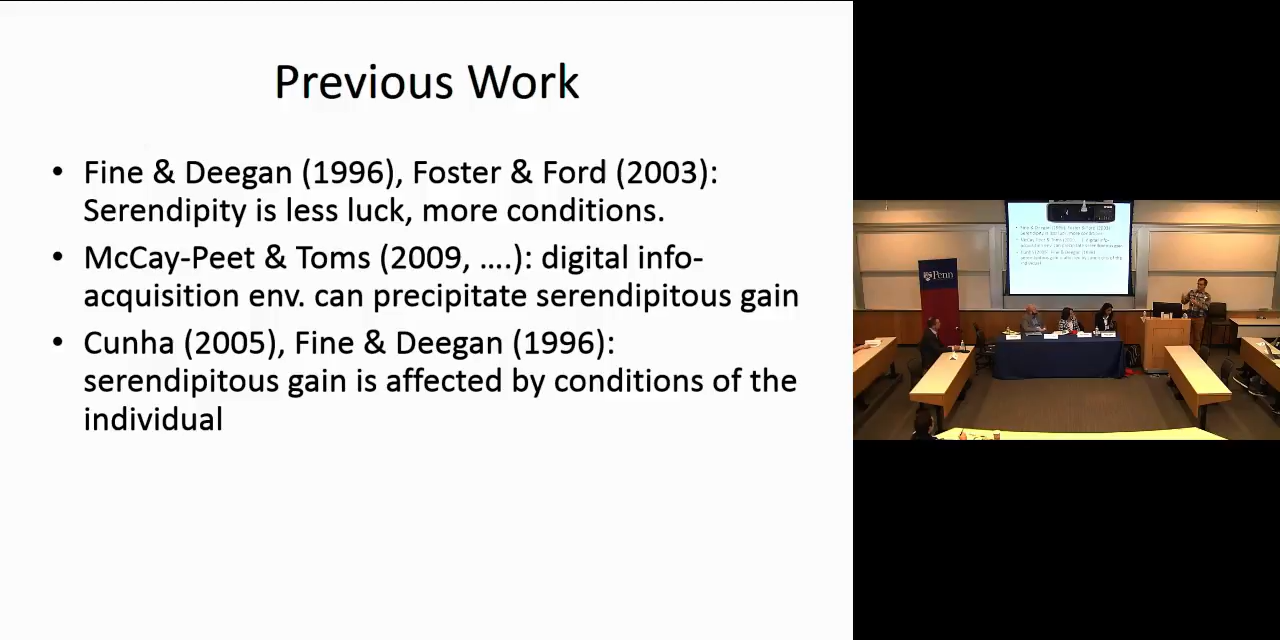 Previous Work
• Fine & Deegan (1996), Foster & Ford (2003):
Serendipity is less luck, more conditions.
• McCay-Peet & Toms (2009, ….): digital info-
acquisition env. can precipitate serendipitous gain
• Cunha (2005), Fine & Deegan (1996):
serendipitous gain is affected by conditions of the
individual
Penn